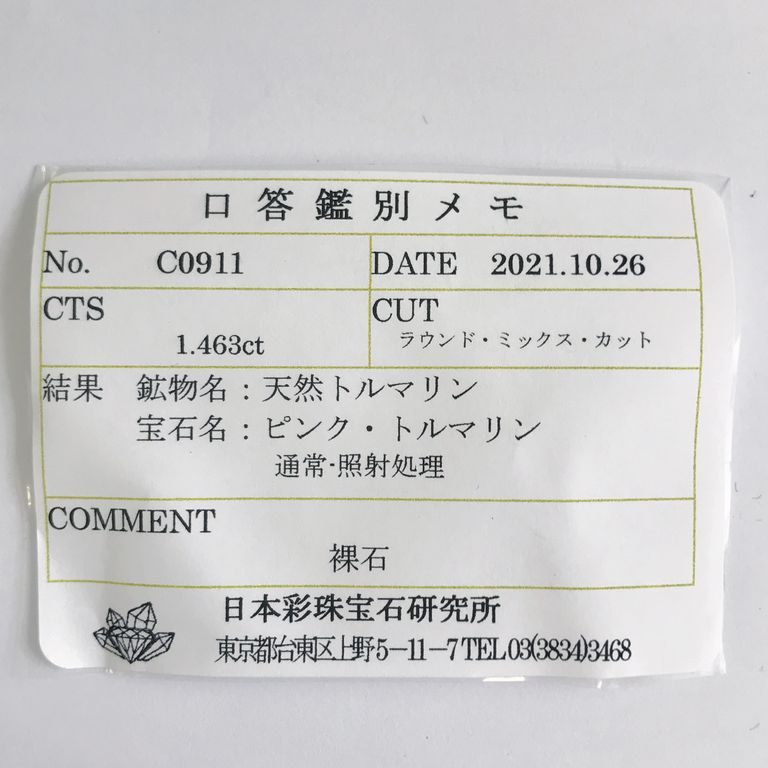 口答鑑別メモ
No. C0911 DATE 2021.10.26
CTS CUT
1.463ct ラウンド・ミックス・カット
結果 鉱物名：天然トルマリン
宝石名：ピンク・トルマリン
通常-照射処理
COMMENT
裸石
日本彩珠宝石研究所
東京都台東区上野5-11-7 TEL 03(3834)3468